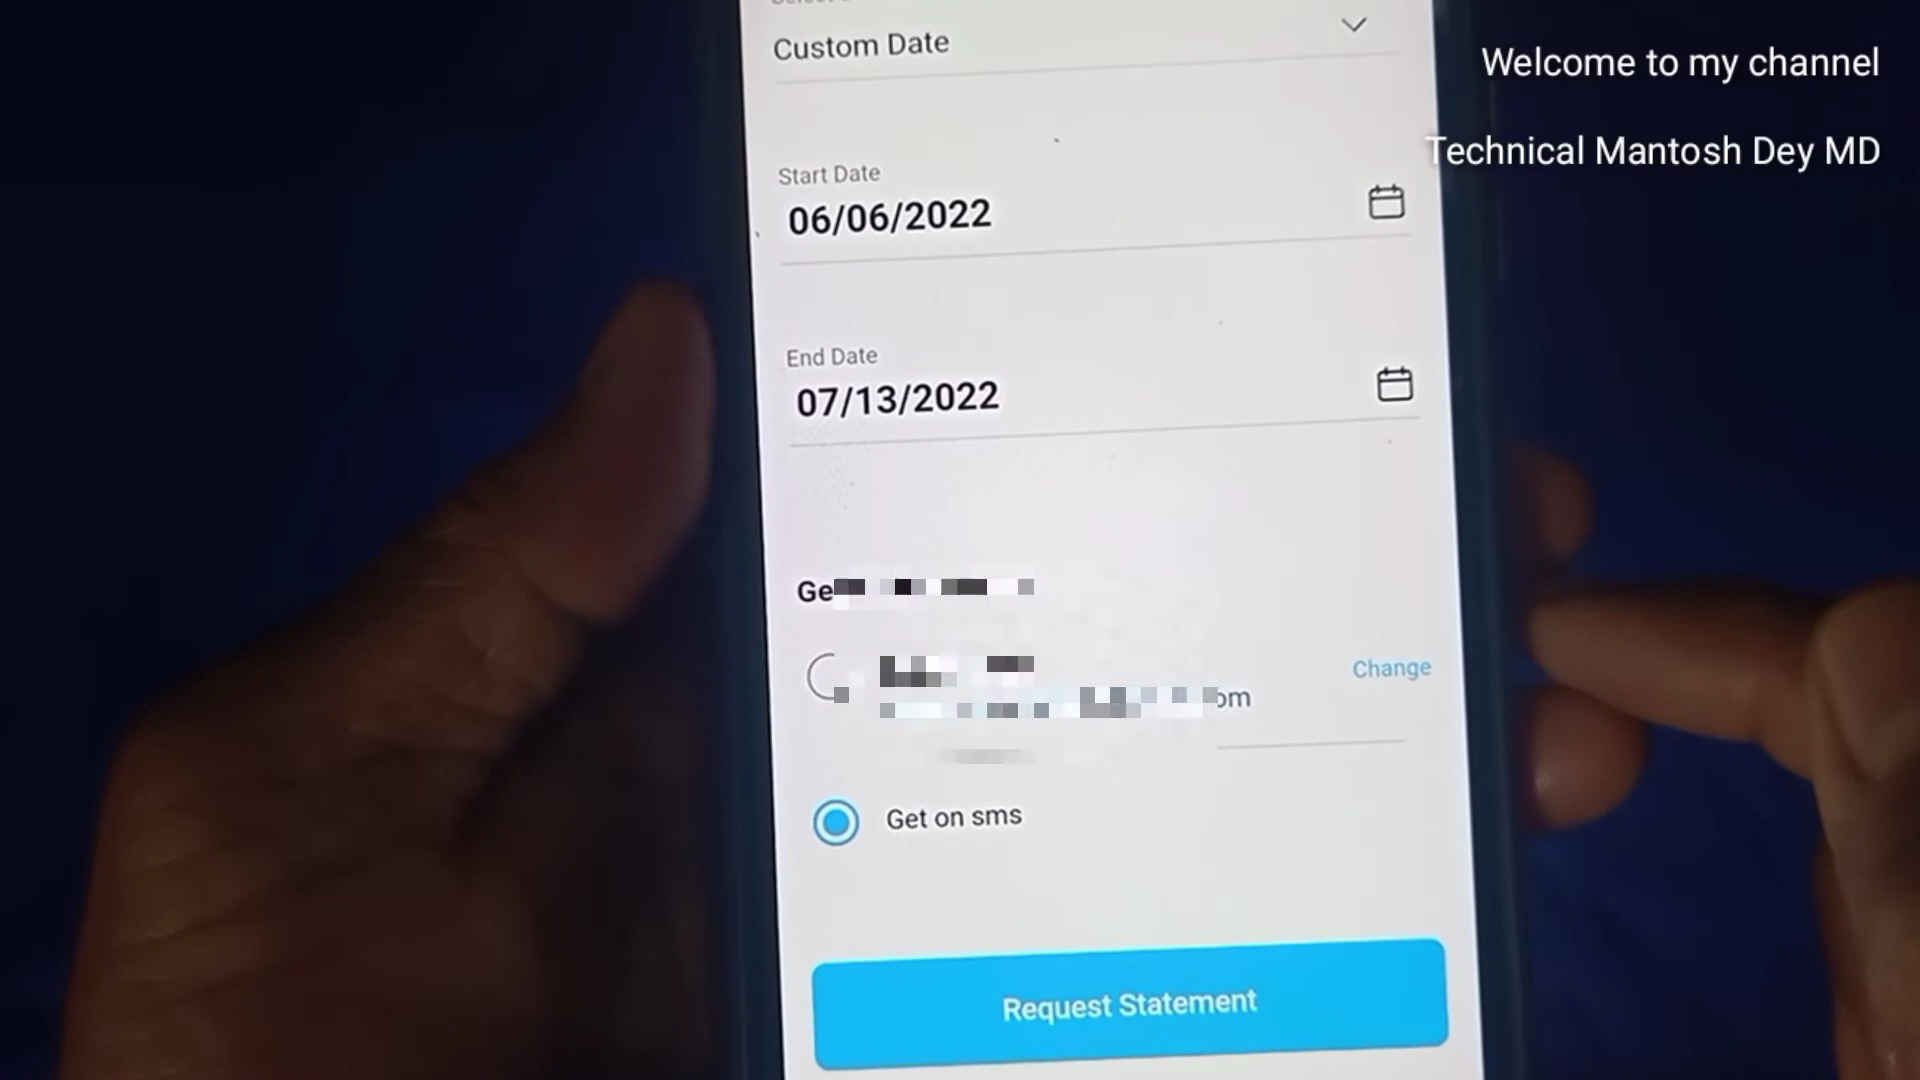 Custom Date
Welcome to my channel
Technical Mantosh Dey MD
Start Date
06/06/2022
End Date
07/13/2022
Change
Get on sms
Request Statement